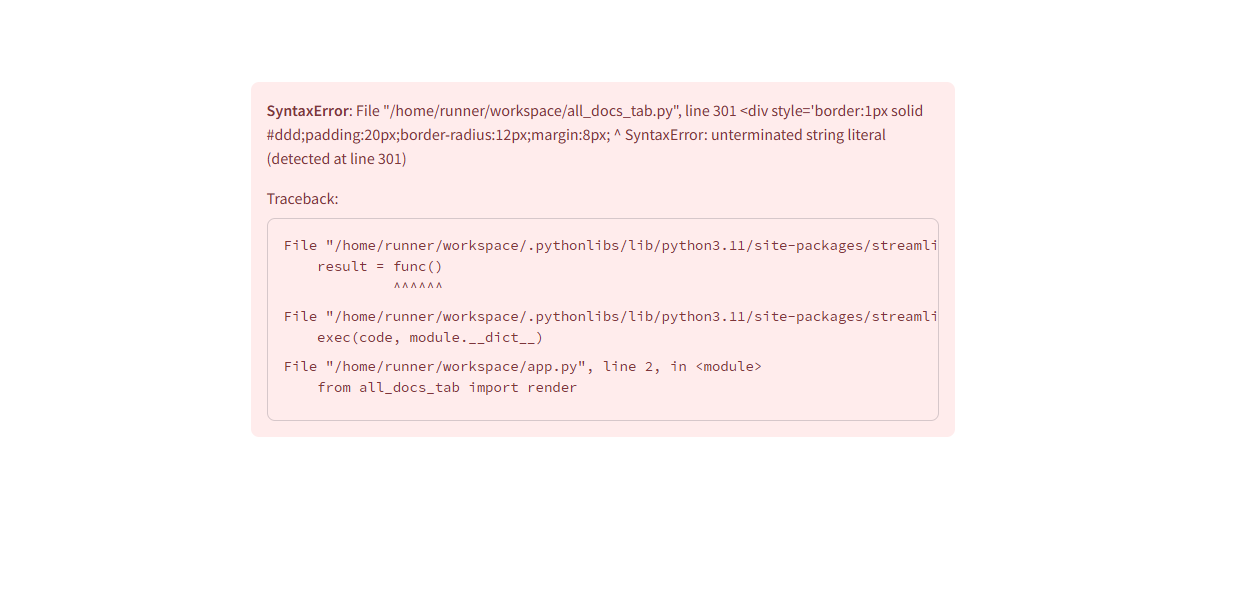 SyntaxError: File "/home/runner/workspace/all_docs_tab.py", line 301 <div style='border:1px solid
#ddd;padding:20px;border-radius:12px;margin:8px; ^ SyntaxError: unterminated string literal
(detected at line 301)
Traceback:
File "/home/runner/workspace/.pythonlibs/lib/python3.11/site-packages/streamli
result = func()
^^^^^^
File "/home/runner/workspace/.pythonlibs/lib/python3.11/site-packages/streamli
exec(code, module.__dict__)
File "/home/runner/workspace/app.py", line 2, in <module>
from all_docs_tab import render